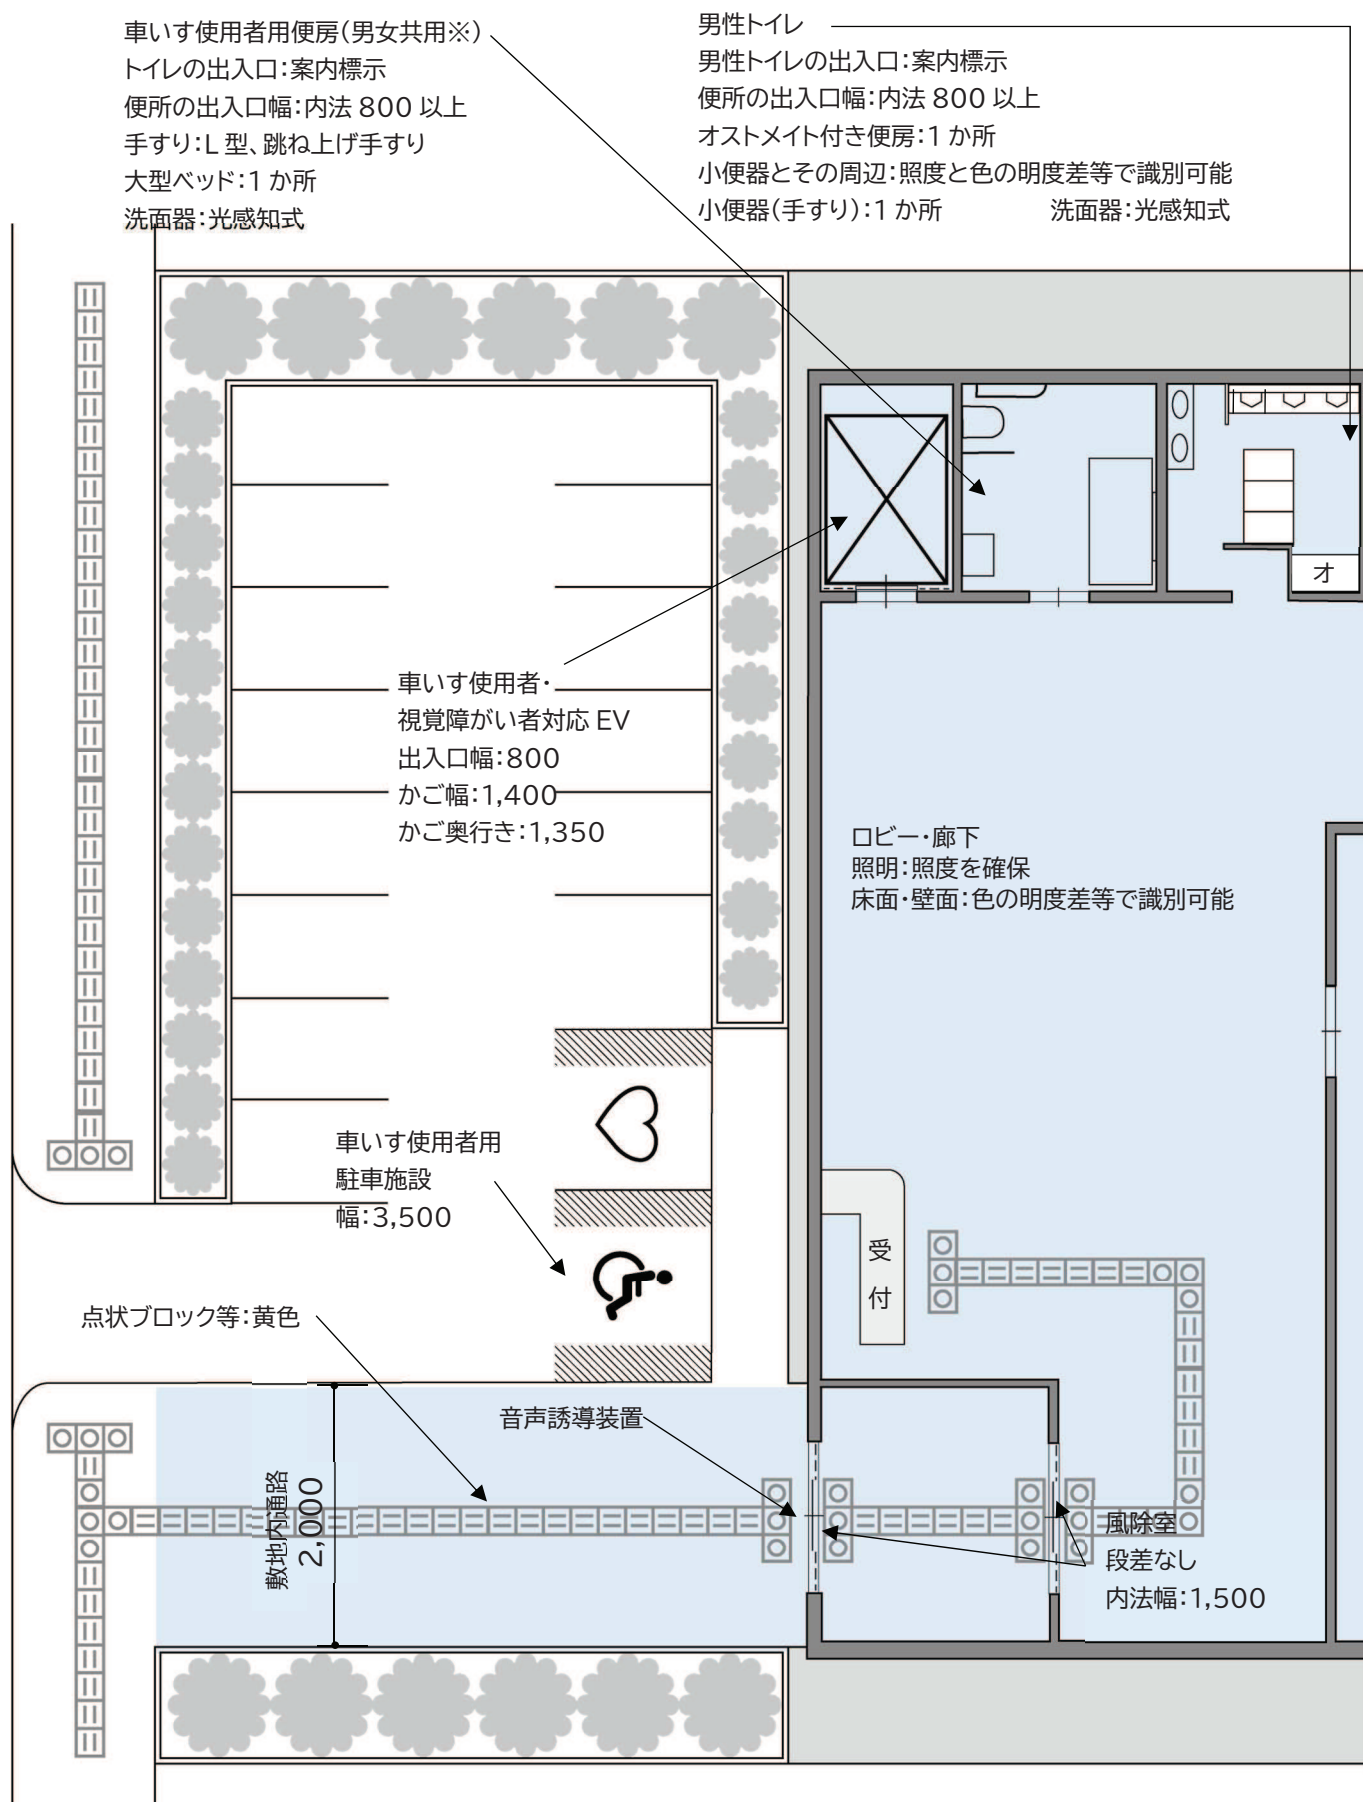 車いす使用者用便房(男女共用※)
トイレの出入口:案内標示
便所の出入口幅:内法 800 以上
手すり:L 型、跳ね上げ手すり
大型ベッド:1 か所
洗面器:光感知式
男性トイレ
男性トイレの出入口:案内標示
便所の出入口幅:内法 800 以上
オストメイト付き便房:1 か所
小便器とその周辺:照度と色の明度差等で識別可能
小便器(手すり):1 か所 洗面器:光感知式
オ
車いす使用者・
視覚障がい者対応 EV
出入口幅:800
かご幅:1,400
かご奥行き:1,350
ロビー・廊下
照明:照度を確保
床面・壁面:色の明度差等で識別可能
車いす使用者用
駐車施設
幅:3,500
受付
点状ブロック等:黄色
音声誘導装置
敷地内通路
2,000
風除室
段差なし
内法幅:1,500